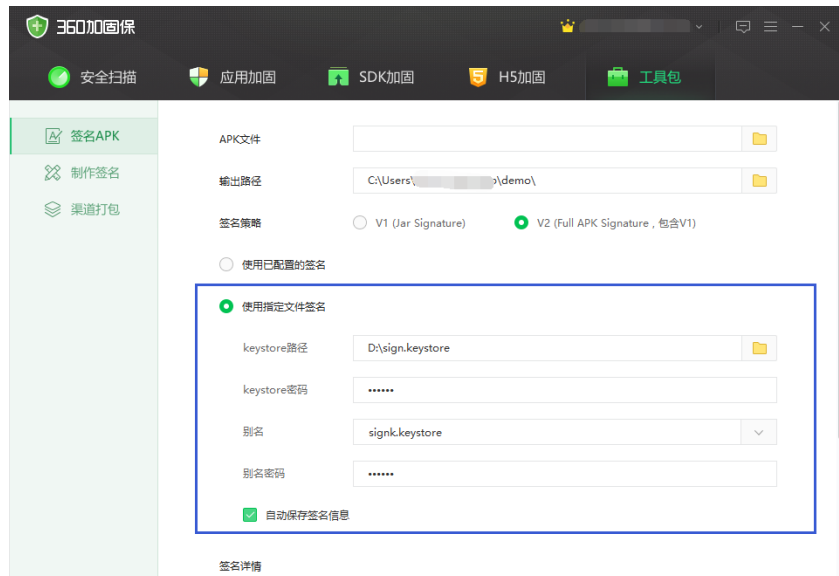 360加固保
安全扫描 应用加固 SDK加固 H5加固 工具包
签名APK
制作签名
渠道打包
APK文件
输出路径 C:\Users\ \demo\
签名策略 V1 (Jar Signature) V2 (Full APK Signature , 包含V1)
使用已配置的签名
使用指定文件签名
keystore路径 D:\sign.keystore
keystore密码 ••••••
别名 signk.keystore
别名密码 ••••••
自动保存签名信息
签名详情